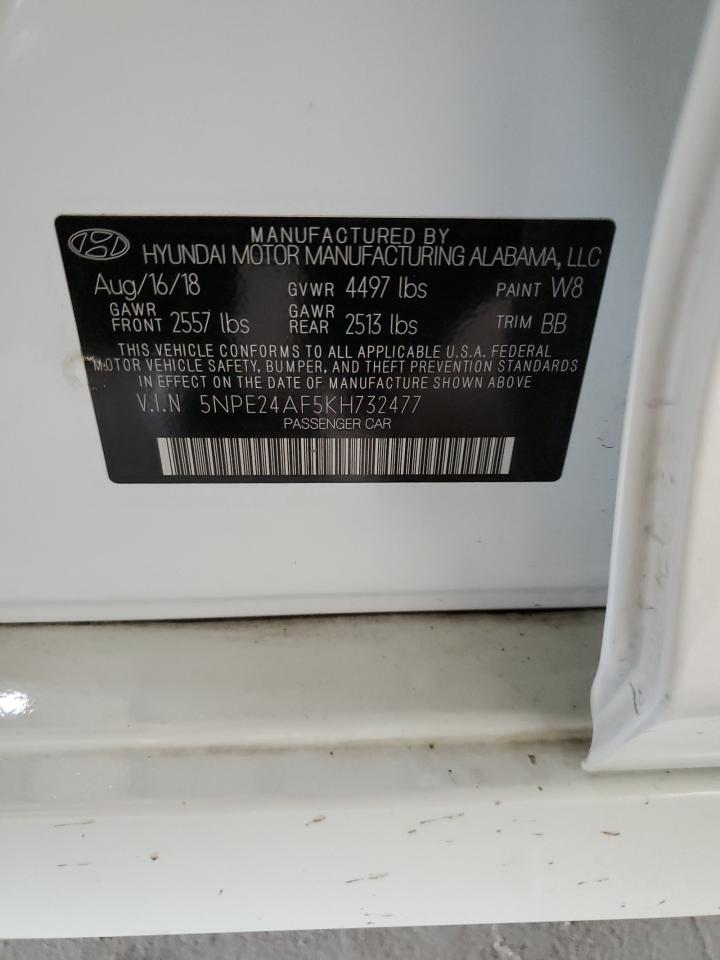 MANUFACTURED BY
HYUNDAI MOTOR MANUFACTURING ALABAMA, LLC
Aug/16/18 GVWR 4497 lbs PAINT W8
GAWR FRONT 2557 lbs GAWR REAR 2513 lbs TRIM BB
THIS VEHICLE CONFORMS TO ALL APPLICABLE U.S.A. FEDERAL
MOTOR VEHICLE SAFETY, BUMPER, AND THEFT PREVENTION STANDARDS
IN EFFECT ON THE DATE OF MANUFACTURE SHOWN ABOVE
V.I.N 5NPE24AF5KH732477
PASSENGER CAR